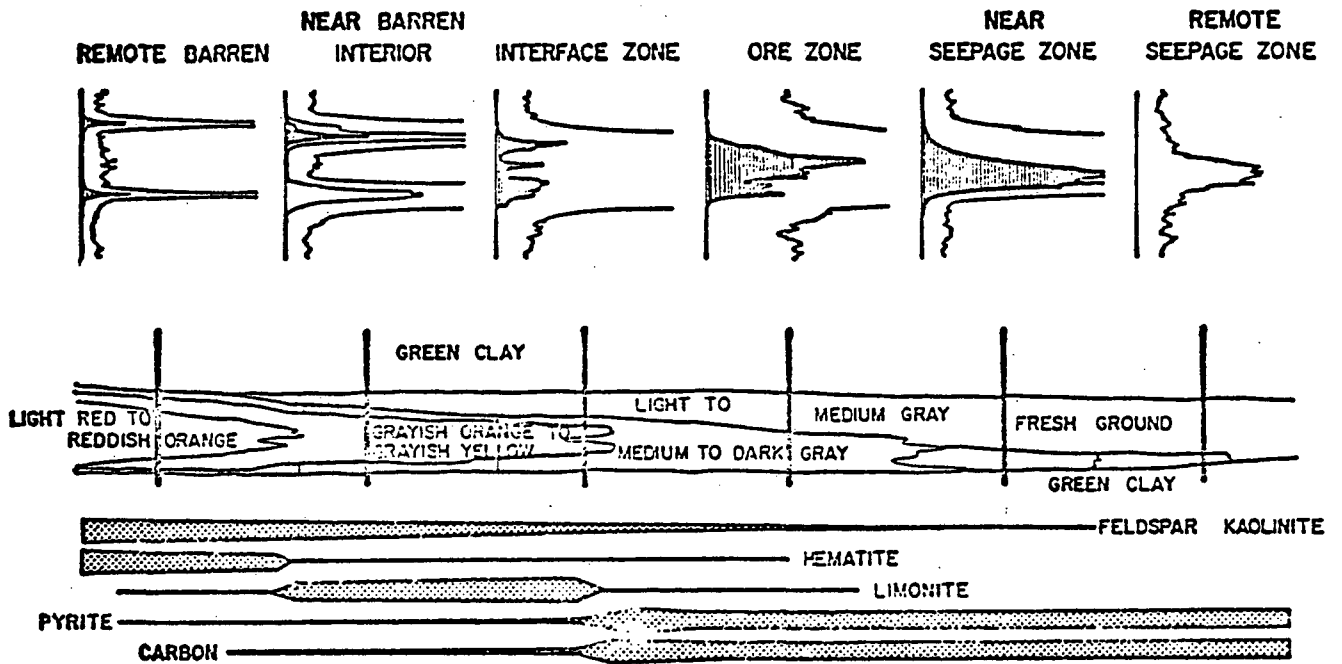 REMOTE BARREN
NEAR BARREN
INTERIOR
INTERFACE ZONE
ORE ZONE
NEAR
SEEPAGE ZONE
REMOTE
SEEPAGE ZONE
GREEN CLAY
LIGHT RED TO
REDDISH ORANGE
GRAYISH ORANGE TO
GRAYISH YELLOW
LIGHT TO
MEDIUM GRAY
MEDIUM TO DARK GRAY
FRESH GROUND
GREEN CLAY
FELDSPAR KAOLINITE
HEMATITE
LIMONITE
PYRITE
CARBON